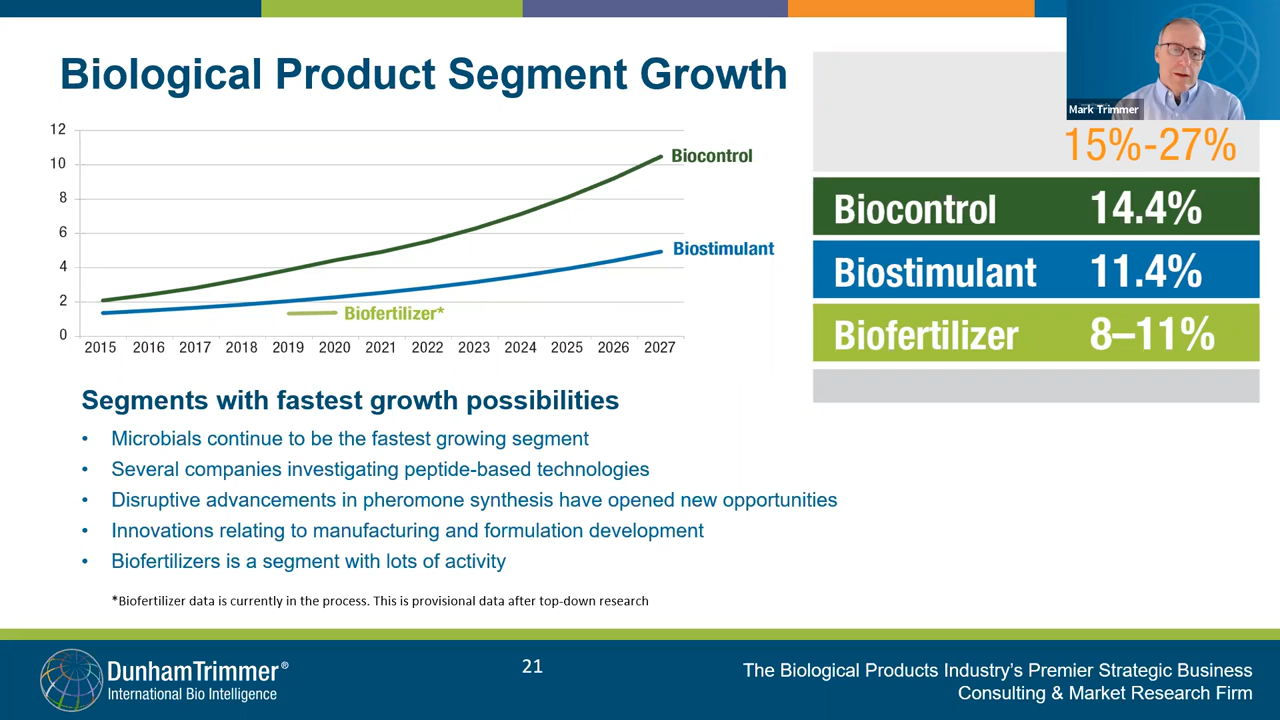 Biological Product Segment Growth
Mark Trimmer
15%-27%
12
10
8
6
4
2
0
Biocontrol
Biostimulant
Biofertilizer*
2015 2016 2017 2018 2019 2020 2021 2022 2023 2024 2025 2026 2027
Biocontrol 14.4%
Biostimulant 11.4%
Biofertilizer 8–11%
Segments with fastest growth possibilities
• Microbials continue to be the fastest growing segment
• Several companies investigating peptide-based technologies
• Disruptive advancements in pheromone synthesis have opened new opportunities
• Innovations relating to manufacturing and formulation development
• Biofertilizers is a segment with lots of activity
*Biofertilizer data is currently in the process. This is provisional data after top-down research
DunhamTrimmer®
International Bio Intelligence
21
The Biological Products Industry's Premier Strategic Business
Consulting & Market Research Firm